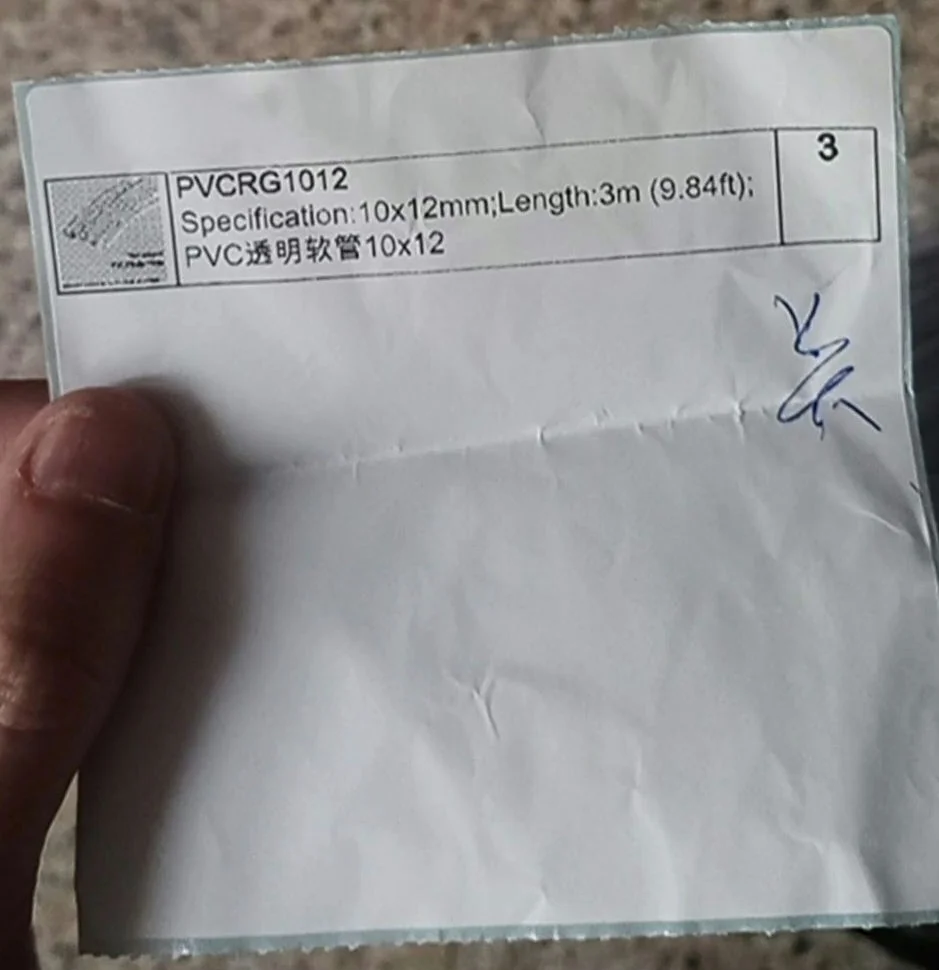 PVCRG1012
3
Specification:10x12mm;Length:3m (9.84ft);
PVC透明软管10x12